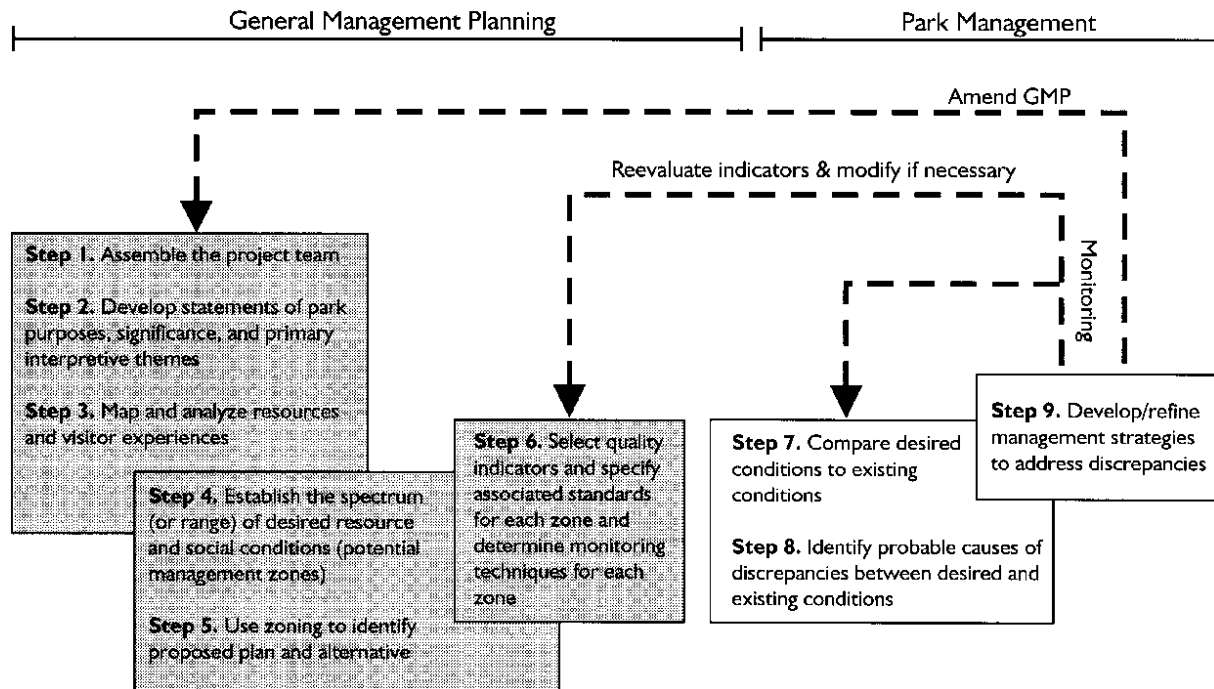 General Management Planning
Park Management
Amend GMP
Reevaluate indicators & modify if necessary
Monitoring
Step 1. Assemble the project team
Step 2. Develop statements of park
purposes, significance, and primary
interpretive themes
Step 3. Map and analyze resources
and visitor experiences
Step 4. Establish the spectrum
(or range) of desired resource
and social conditions (potential
management zones)
Step 5. Use zoning to identify
proposed plan and alternative
Step 6. Select quality
indicators and specify
associated standards
for each zone and
determine monitoring
techniques for each
zone
Step 7. Compare desired
conditions to existing
conditions
Step 8. Identify probable causes of
discrepancies between desired and
existing conditions
Step 9. Develop/refine
management strategies
to address discrepancies